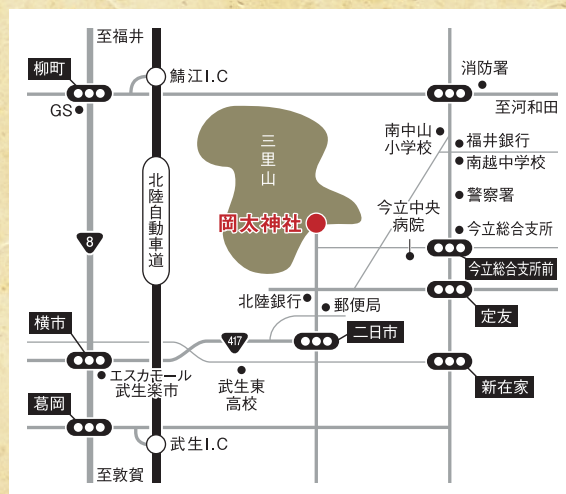 至福井
柳町
鯖江I.C
消防署
至河和田
GS
三里山
南中山
小学校
福井銀行
南越中学校
北陸自動車道
警察署
今立中央
病院
岡太神社
今立総合支所
8
今立総合支所前
北陸銀行
郵便局
定友
横市
417
二日市
エスカモール
武生楽市
武生東
高校
新在家
葛岡
武生I.C
至敦賀